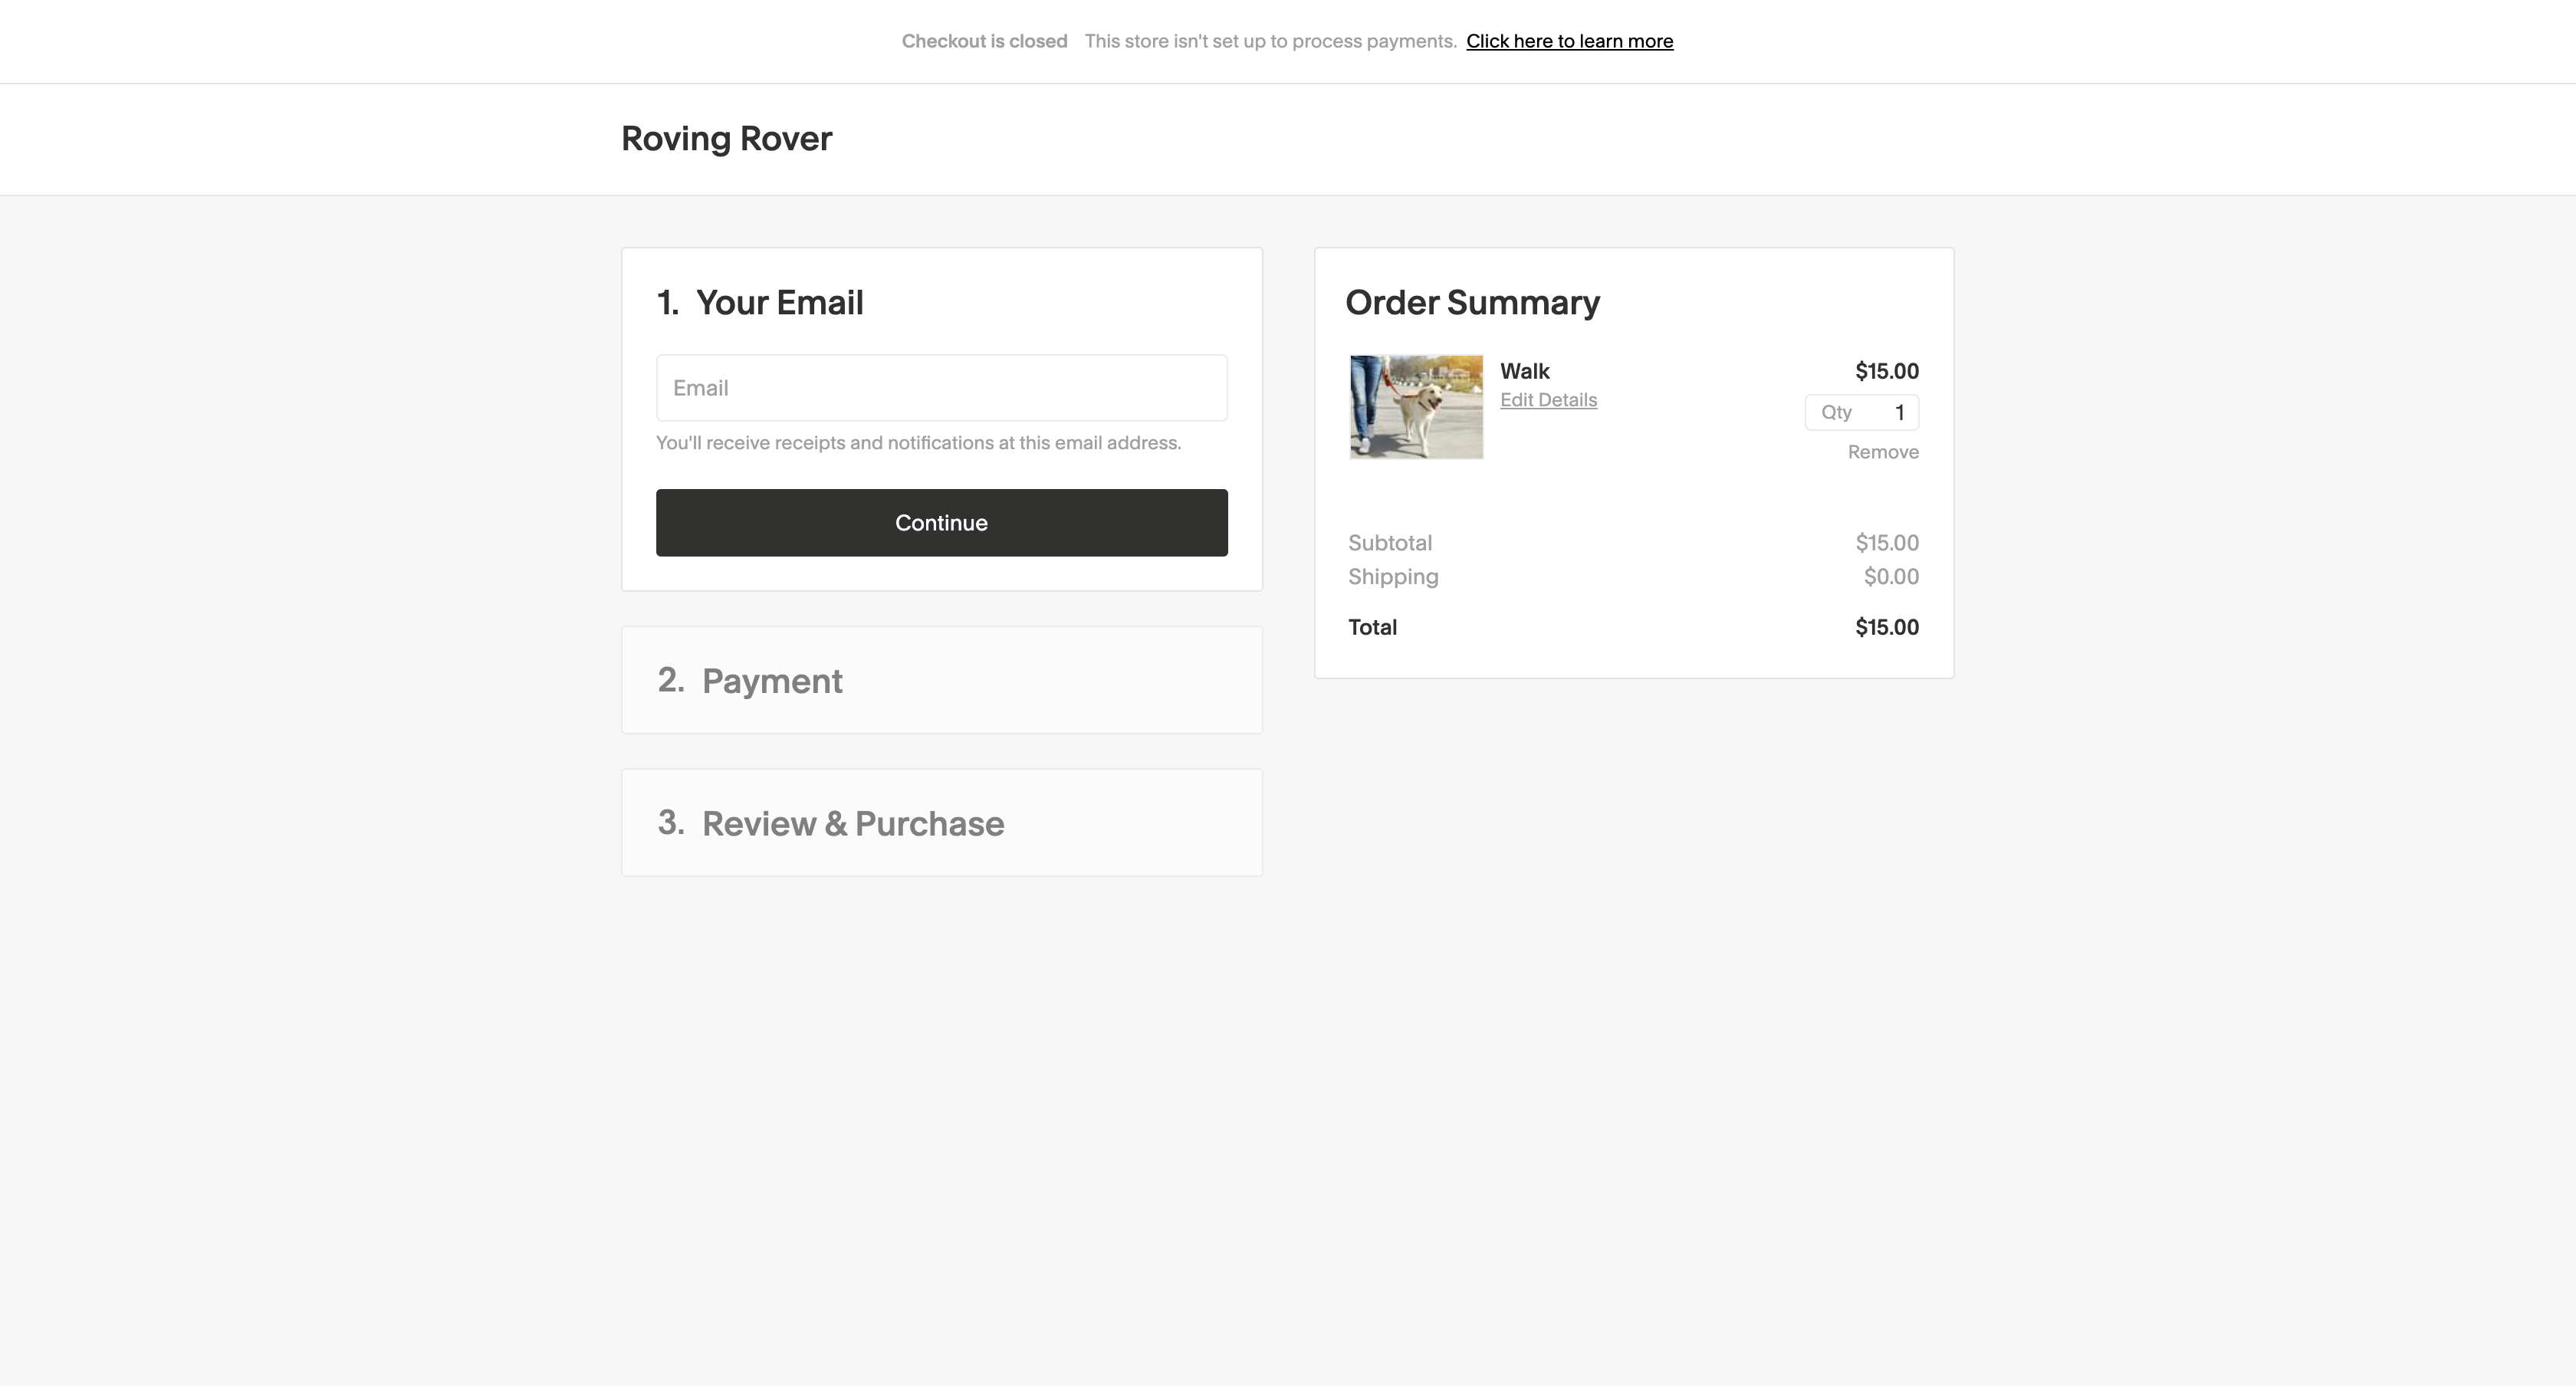 Checkout is closed This store isn't set up to process payments. Click here to learn more
Roving Rover
1. Your Email
Email
You'll receive receipts and notifications at this email address.
Continue
2. Payment
3. Review & Purchase
Order Summary
Walk $15.00
Edit Details
Qty 1
Remove
Subtotal $15.00
Shipping $0.00
Total $15.00